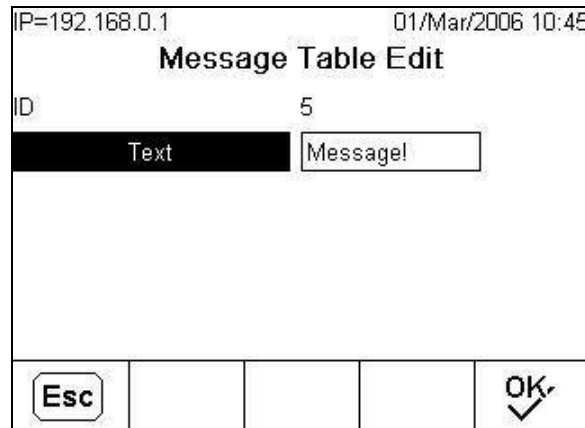 IP=192.168.0.1 01/Mar/2006 10:45
Message Table Edit
ID 5
Text Message!
Esc OK